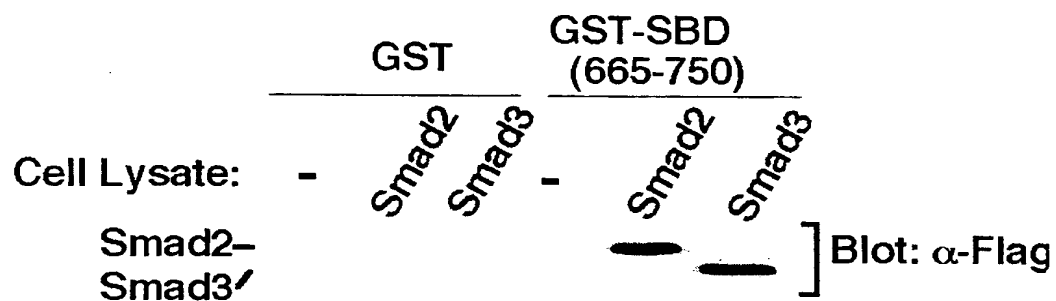 GST
GST-SBD
(665-750)
Cell Lysate: - Smad2 Smad3 - Smad2 Smad3
Smad2–
Smad3
Blot: α-Flag